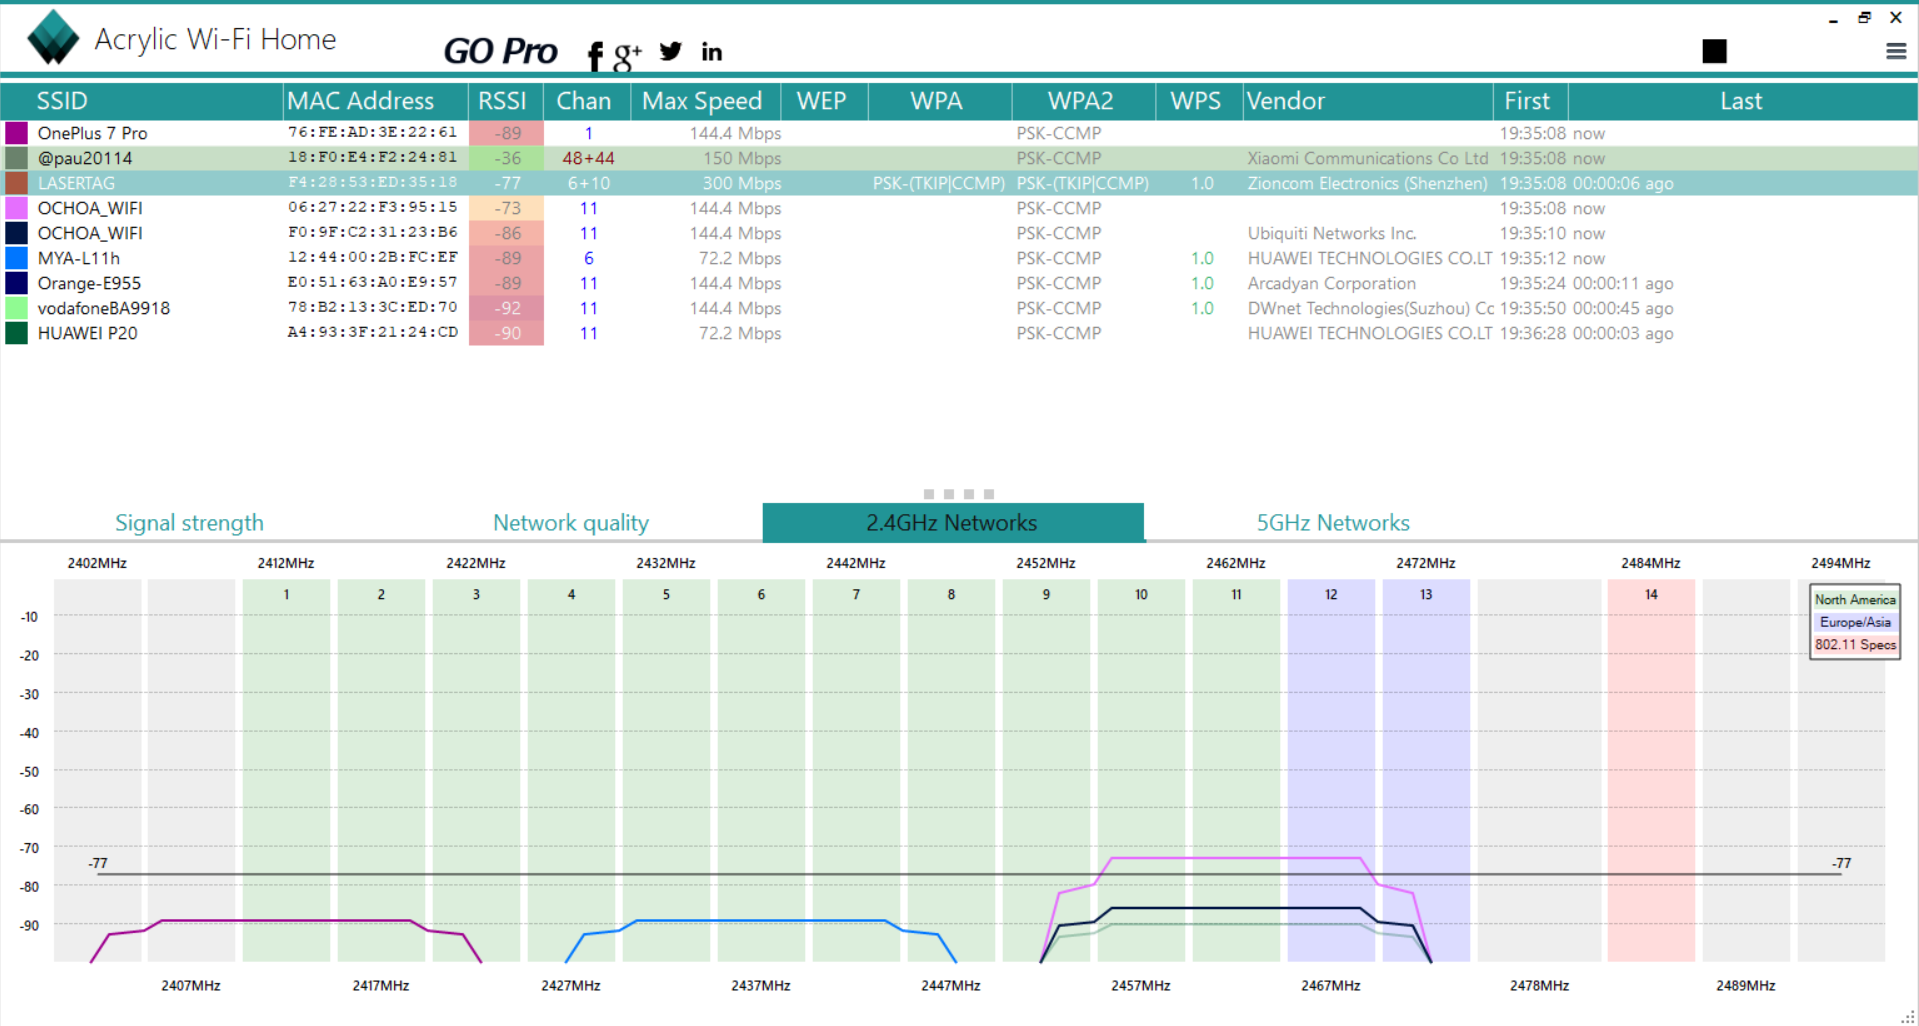 Acrylic Wi-Fi Home
GO Pro
SSID MAC Address RSSI Chan Max Speed WEP WPA WPA2 WPS Vendor First Last
OnePlus 7 Pro 76:FE:AD:3E:22:61 -89 1 144.4 Mbps PSK-CCMP 19:35:08 now
@pau20114 18:F0:E4:F2:24:81 -36 48+44 150 Mbps PSK-CCMP Xiaomi Communications Co Ltd 19:35:08 now
LASERTAG F4:28:53:ED:35:18 -77 6+10 300 Mbps PSK-(TKIP|CCMP) PSK-(TKIP|CCMP) 1.0 Zioncom Electronics (Shenzhen) 19:35:08 00:00:06 ago
OCHOA_WIFI 06:27:22:F3:95:15 -73 11 144.4 Mbps PSK-CCMP 19:35:08 now
OCHOA_WIFI F0:9F:C2:31:23:B6 -86 11 144.4 Mbps PSK-CCMP Ubiquiti Networks Inc. 19:35:10 now
MYA-L11h 12:44:00:2B:FC:EF -89 6 72.2 Mbps PSK-CCMP 1.0 HUAWEI TECHNOLOGIES CO.LT 19:35:12 now
Orange-E955 E0:51:63:A0:E9:57 -89 11 144.4 Mbps PSK-CCMP 1.0 Arcadyan Corporation 19:35:24 00:00:11 ago
vodafoneBA9918 78:B2:13:3C:ED:70 -92 11 144.4 Mbps PSK-CCMP 1.0 DWnet Technologies(Suzhou) Cc 19:35:50 00:00:45 ago
HUAWEI P20 A4:93:3F:21:24:CD -90 11 72.2 Mbps PSK-CCMP HUAWEI TECHNOLOGIES CO.LT 19:36:28 00:00:03 ago
Signal strength Network quality 2.4GHz Networks 5GHz Networks
2402MHz 2412MHz 2422MHz 2432MHz 2442MHz 2452MHz 2462MHz 2472MHz 2484MHz 2494MHz
1 2 3 4 5 6 7 8 9 10 11 12 13 14
North America
Europe/Asia
802.11 Specs
-10
-20
-30
-40
-50
-60
-70
-77 -77
-80
-90
2407MHz 2417MHz 2427MHz 2437MHz 2447MHz 2457MHz 2467MHz 2478MHz 2489MHz